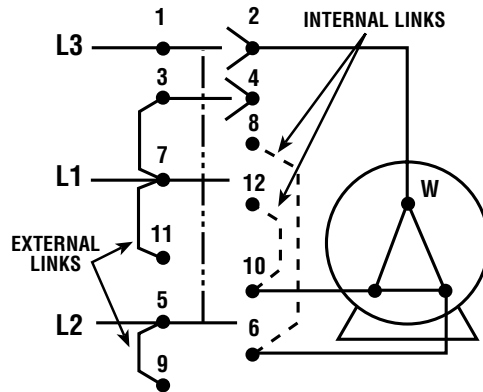 1 2 INTERNAL LINKS
L3
3 4
8
7 12 W
L1
EXTERNAL LINKS 11
10
5
L2 6
9